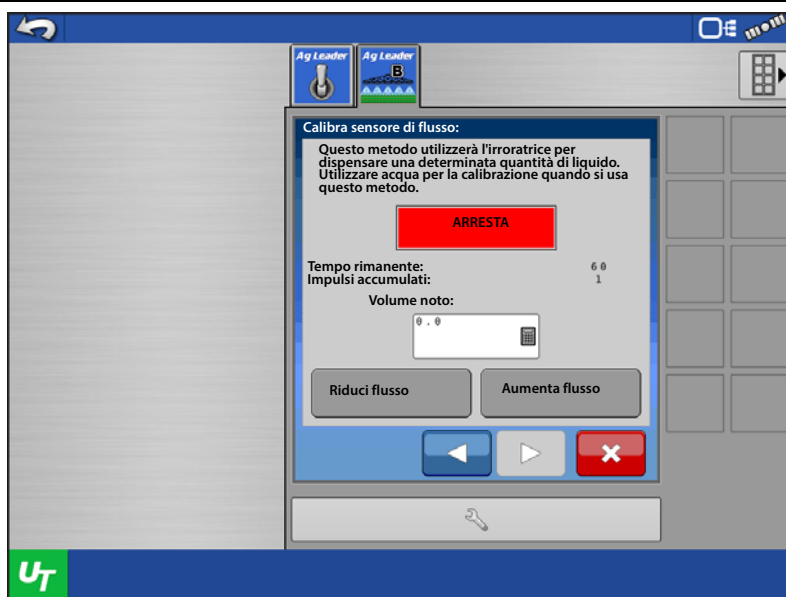 Ag Leader
Ag Leader
B
Calibra sensore di flusso:
Questo metodo utilizzerà l'irroratrice per
dispensare una determinata quantità di liquido.
Utilizzare acqua per la calibrazione quando si usa
questo metodo.
ARRESTA
Tempo rimanente: 60
Impulsi accumulati: 1
Volume noto:
0.0
Riduci flusso
Aumenta flusso
UT